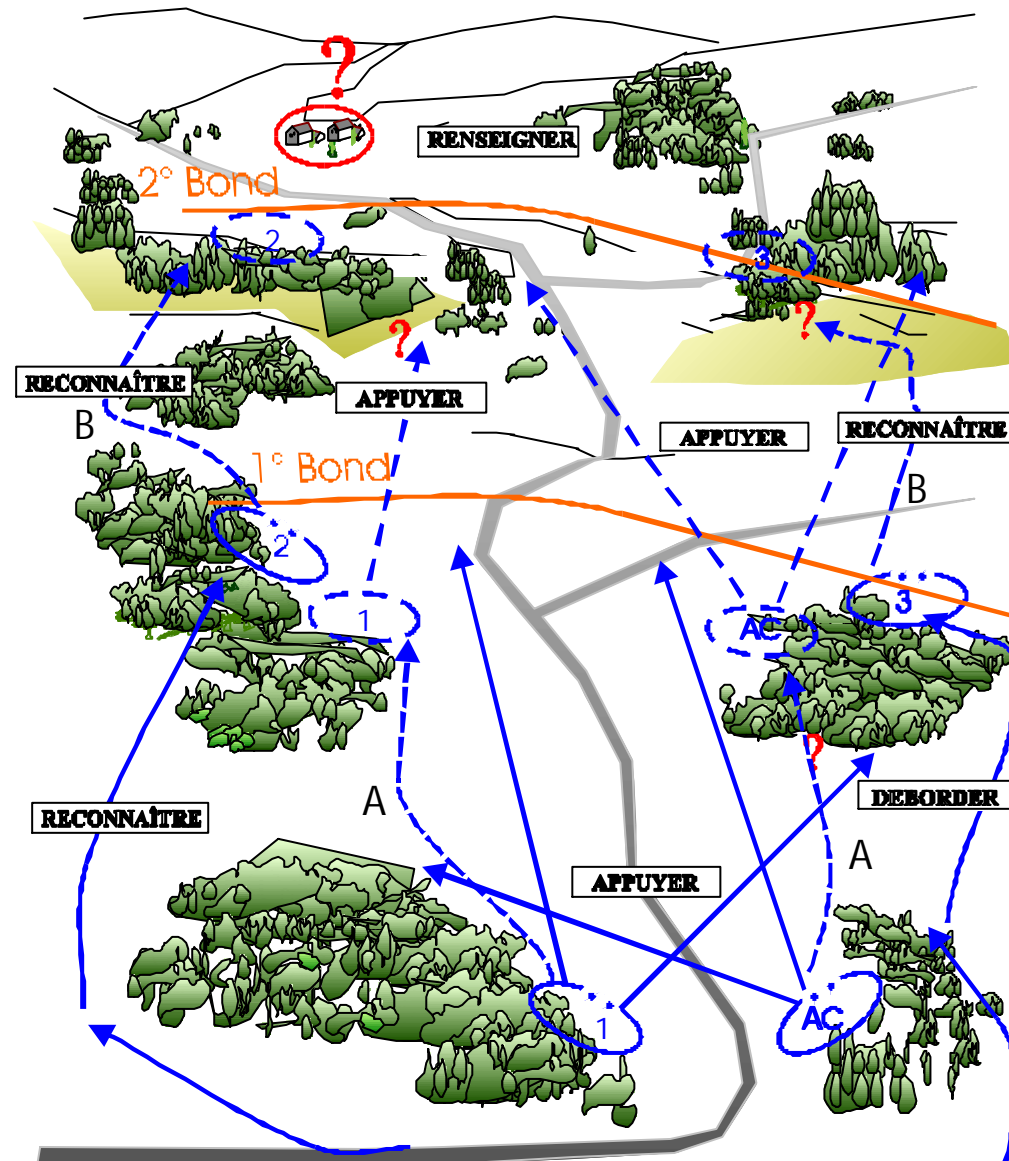 ?
RENSEIGNER
2° Bond
2
3
?
?
RECONNAÎTRE
APPUYER
B
APPUYER
RECONNAÎTRE
B
1° Bond
2
1
3
AC
?
RECONNAÎTRE
A
DEBORDER
A
APPUYER
1
AC